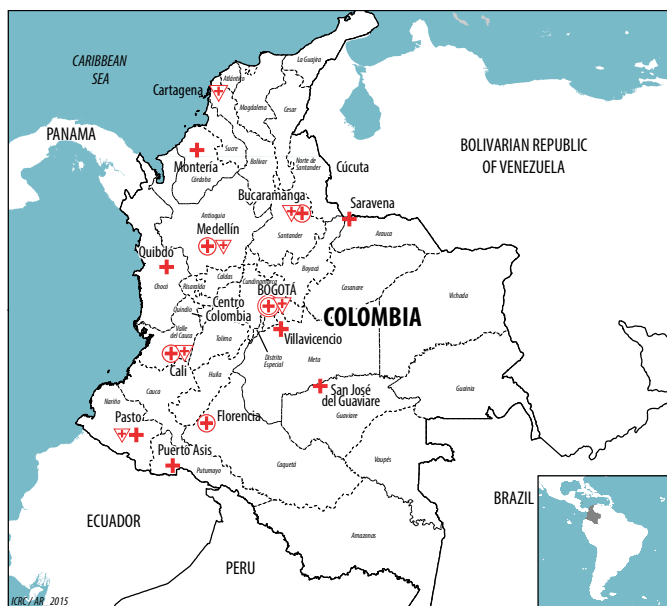 CARIBBEAN
SEA
La Guajira
Atlántico
Cartagena
Magdalena
Cesar
PANAMA
BOLIVARIAN REPUBLIC
OF VENEZUELA
Sucre
Montería
Córdoba
Bolívar
Norte de
Santander
Cúcuta
Bucaramanga
Saravena
Antioquia
Medellín
Santander
Arauca
Quibdó
Boyacá
Chocó
Risaralda
Caldas
Cundinamarca
Casanare
Vichada
BOGOTÁ
Centro
Colombia
COLOMBIA
Quindío
Valle
del Cauca
Tolima
Villavicencio
Distrito
Especial
Meta
Cali
Huila
Guainía
Cauca
San José
del Guaviare
Nariño
Pasto
Florencia
Guaviare
Puerto Asis
Putumayo
Caquetá
Vaupés
BRAZIL
ECUADOR
Amazonas
PERU
ICRC / AR 2015